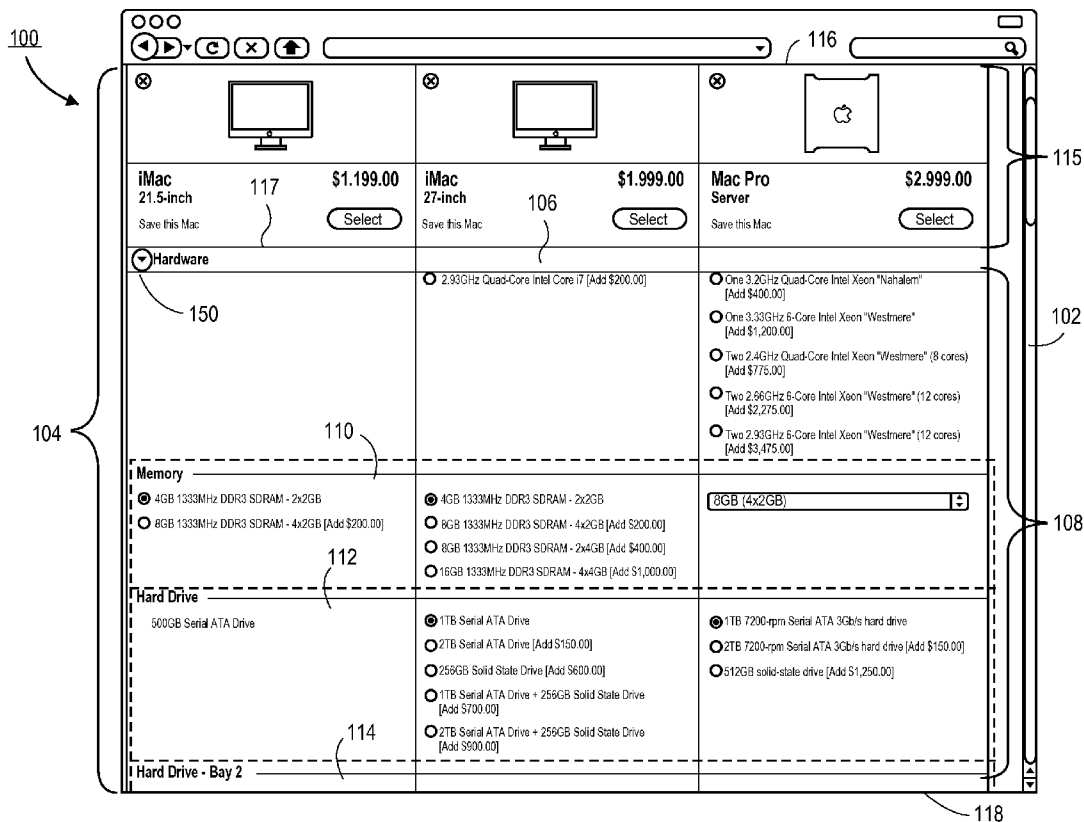 100
116
115
iMac $1.199.00
21.5-inch
Save this Mac Select
117
iMac $1.999.00
27-inch
106
Save this Mac Select
Mac Pro $2.999.00
Server
Save this Mac Select
Hardware
150
102
104
108
2.93GHz Quad-Core Intel Core i7 [Add $200.00]
One 3.2GHz Quad-Core Intel Xeon "Nahalem"
[Add $400.00]
One 3.33GHz 6-Core Intel Xeon "Westmere"
[Add $1,200.00]
Two 2.4GHz Quad-Core Intel Xeon "Westmere" (8 cores)
[Add $775.00]
Two 2.66GHz 6-Core Intel Xeon "Westmere" (12 cores)
[Add $2,275.00]
Two 2.93GHz 6-Core Intel Xeon "Westmere" (12 cores)
[Add $3,475.00]
110
Memory
4GB 1333MHz DDR3 SDRAM - 2x2GB
8GB 1333MHz DDR3 SDRAM - 4x2GB [Add $200.00]
4GB 1333MHz DDR3 SDRAM - 2x2GB
8GB 1333MHz DDR3 SDRAM - 4x2GB [Add $200.00]
8GB 1333MHz DDR3 SDRAM - 2x4GB [Add $400.00]
16GB 1333MHz DDR3 SDRAM - 4x4GB [Add $1,000.00]
8GB (4x2GB)
112
Hard Drive
500GB Serial ATA Drive
1TB Serial ATA Drive
2TB Serial ATA Drive [Add $150.00]
256GB Solid State Drive [Add $600.00]
1TB Serial ATA Drive + 256GB Solid State Drive
[Add $700.00]
2TB Serial ATA Drive + 256GB Solid State Drive
[Add $900.00]
1TB 7200-rpm Serial ATA 3Gb/s hard drive
2TB 7200-rpm Serial ATA 3Gb/s hard drive [Add $150.00]
512GB solid-state drive [Add $1,250.00]
114
Hard Drive - Bay 2
118